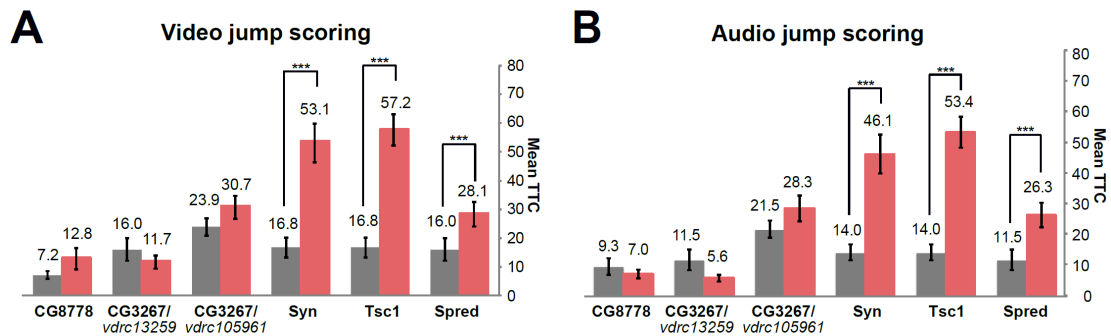 A
Video jump scoring
7.2
12.8
16.0
11.7
23.9
30.7
16.8
53.1
***
16.8
57.2
***
16.0
28.1
***
80
70
60
50
40
30
20
10
0
Mean TTC
CG8778
CG3267/
vdrc13259
CG3267/
vdrc105961
Syn
Tsc1
Spred
B
Audio jump scoring
9.3
7.0
11.5
5.6
21.5
28.3
14.0
46.1
***
14.0
53.4
***
11.5
26.3
***
80
70
60
50
40
30
20
10
0
Mean TTC
CG8778
CG3267/
vdrc13259
CG3267/
vdrc105961
Syn
Tsc1
Spred